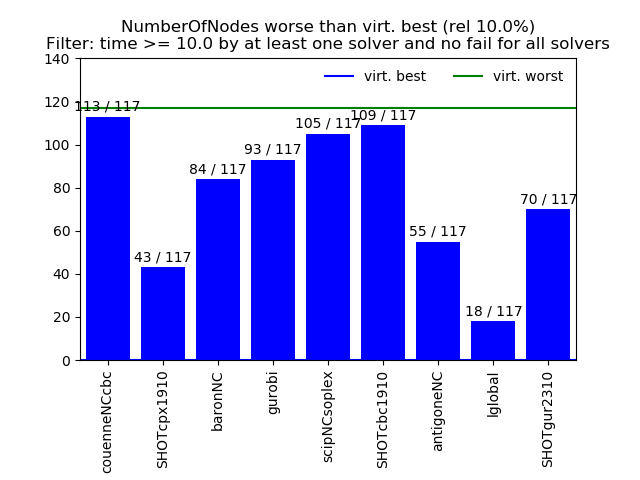 NumberOfNodes worse than virt. best (rel 10.0%)
Filter: time >= 10.0 by at least one solver and no fail for all solvers
virt. best
virt. worst
140
120
100
80
60
40
20
0
113 / 117
43 / 117
84 / 117
93 / 117
105 / 117
109 / 117
55 / 117
18 / 117
70 / 117
couenneNCcbc
SHOTcpx1910
baronNC
gurobi
scipNCsoplex
SHOTcbc1910
antigoneNC
lglobal
SHOTgur2310